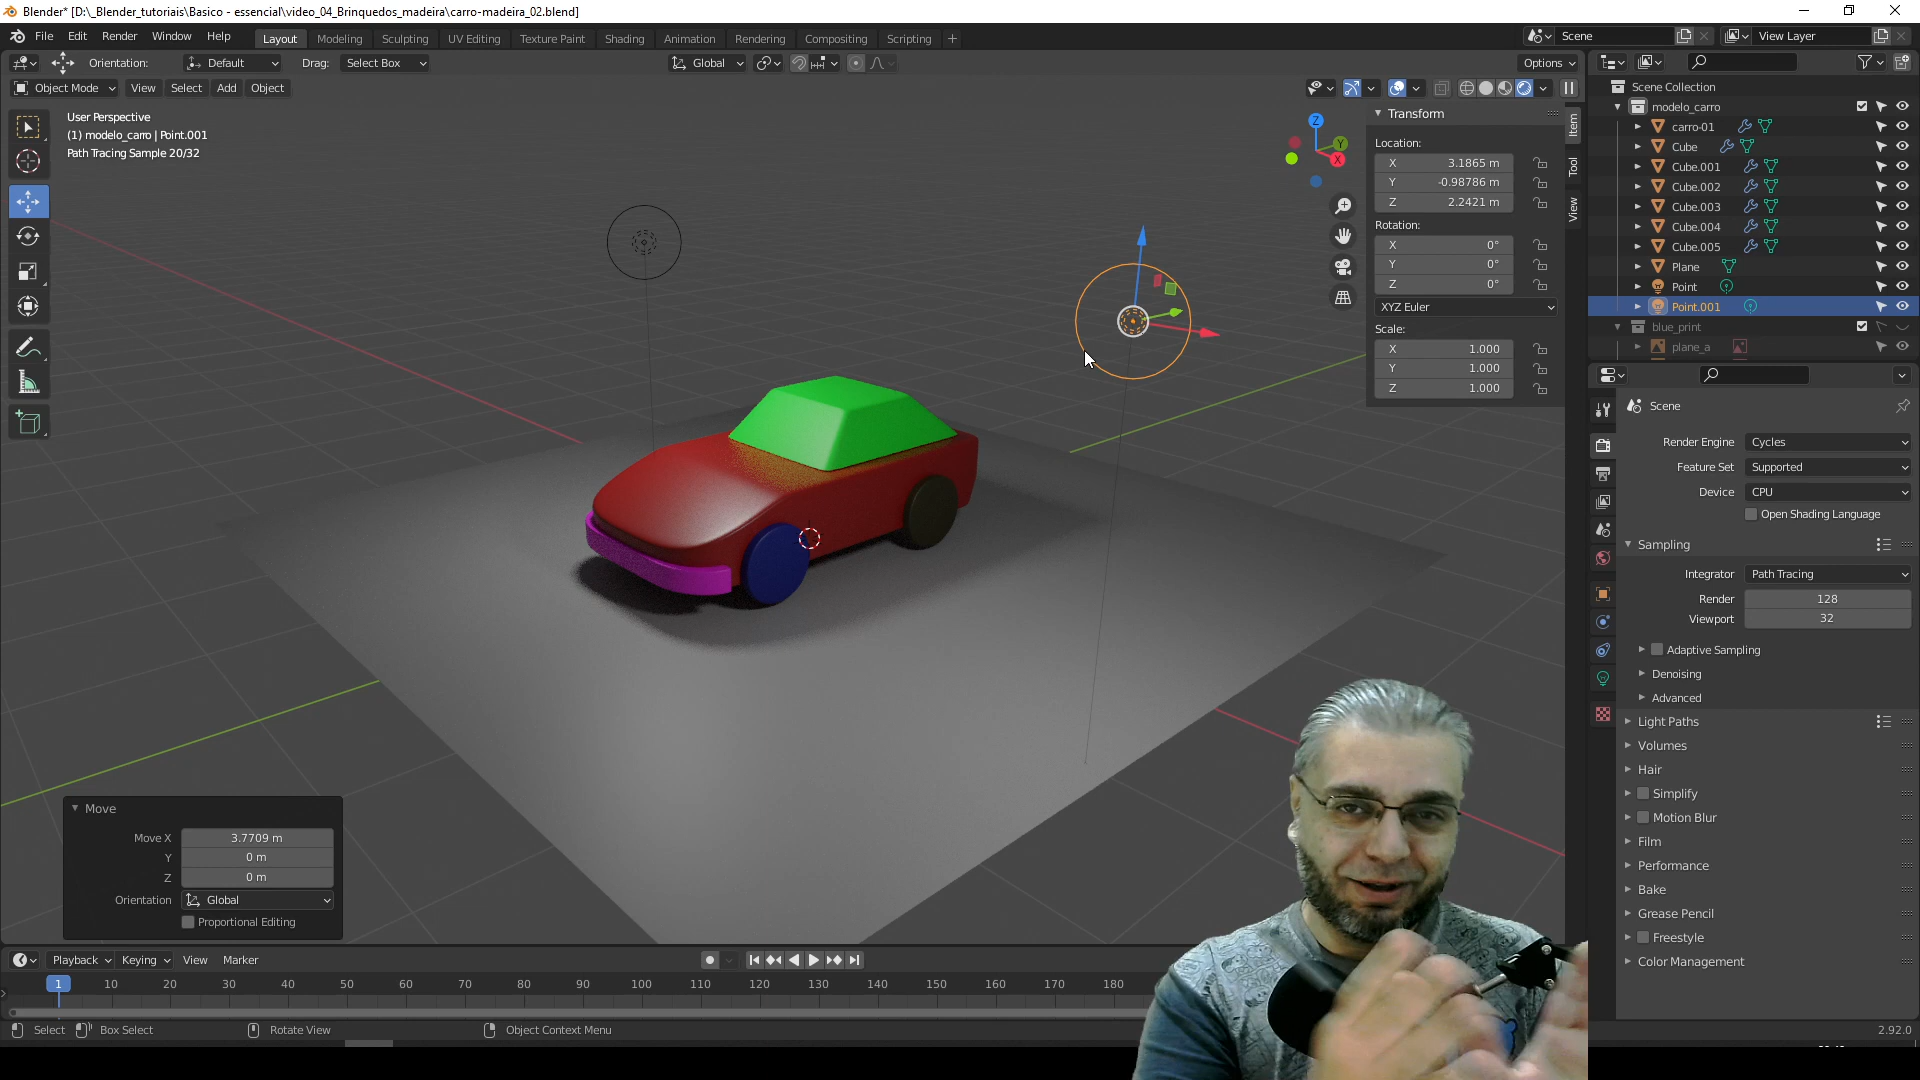 Blender* [D:\_Blender_tutoriais\Basico - essencial\video_04_Brinquedos_madeira\carro-madeira_02.blend]
File Edit Render Window Help
Layout Modeling Sculpting UV Editing Texture Paint Shading Animation Rendering Compositing Scripting
Scene View Layer
Orientation: Default Drag: Select Box Global Options
Object Mode View Select Add Object
User Perspective
(1) modelo_carro | Point.001
Path Tracing Sample 20/32
Z
Y
X
Transform
Location:
X 3.1865 m
Y -0.98786 m
Z 2.2421 m
Rotation:
X 0°
Y 0°
Z 0°
XYZ Euler
Scale:
X 1.000
Y 1.000
Z 1.000
Item
Tool
View
Scene Collection
modelo_carro
carro-01
Cube
Cube.001
Cube.002
Cube.003
Cube.004
Cube.005
Plane
Point
Point.001
blue_print
plane_a
Scene
Render Engine Cycles
Feature Set Supported
Device CPU
Open Shading Language
Sampling
Integrator Path Tracing
Render 128
Viewport 32
Adaptive Sampling
Denoising
Advanced
Light Paths
Volumes
Hair
Simplify
Motion Blur
Film
Performance
Bake
Grease Pencil
Freestyle
Color Management
Move
Move X 3.7709 m
Y 0 m
Z 0 m
Orientation Global
Proportional Editing
Playback Keying View Marker
1 10 20 30 40 50 60 70 80 90 100 110 120 130 140 150 160 170 180
Select Box Select Rotate View Object Context Menu
2.92.0